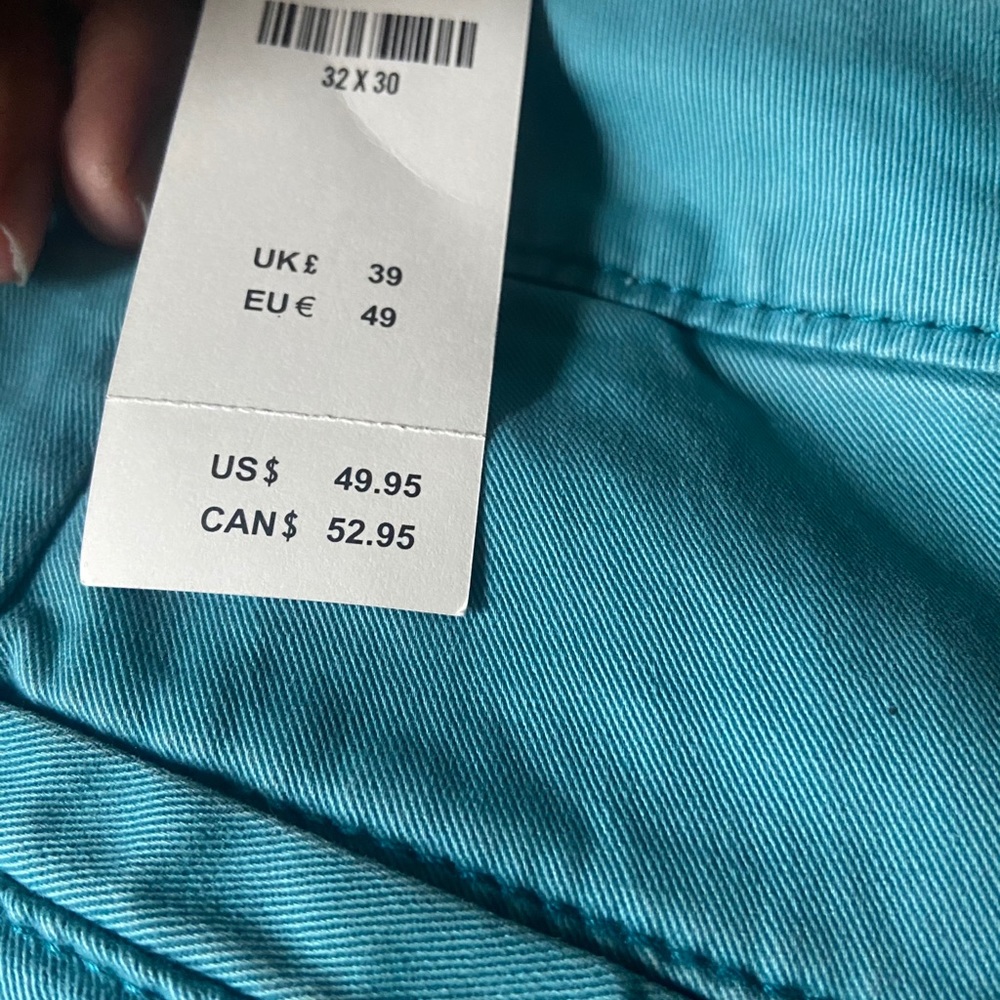 32 X 30
UK £ 39
EU € 49
US $ 49.95
CAN $ 52.95